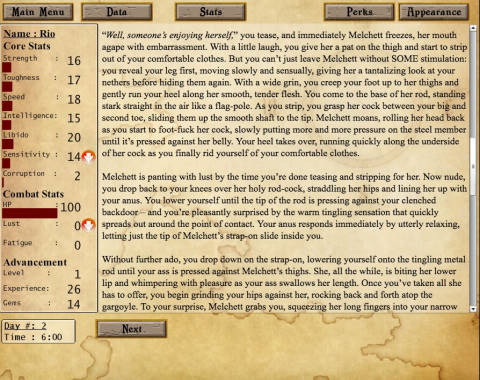 Main Menu
Data
Stats
Perks
Appearance
Name : Rio
Core Stats
Strength : 16
Toughness : 17
Speed : 18
Intelligence: 15
Libido : 20
Sensitivity : 14
Corruption : 2
Combat Stats
HP : 100
Lust : 0
Fatigue : 0
Advancement
Level : 1
Experience: 26
Gems : 14
Day #: 2
Time : 6:00
“Well, someone’s enjoying herself,” you tease, and immediately Melchett freezes, her mouth
agape with embarrassment. With a little laugh, you give her a pat on the thigh and start to strip
out of your comfortable clothes. But you can't just leave Melchett without SOME stimulation:
you reveal your leg first, moving slowly and sensually, giving her a tantalizing look at your
nethers before hiding them again. With a wide grin, you creep your foot up to her thighs and
gently run your heel along her smooth, tender flesh. You come to the base of her rod, standing
stark straight in the air like a flag-pole. As you strip, you grasp her cock between your big and
second toe, sliding them up the smooth shaft to the tip. Melchett moans, rolling her head back
as you start to foot-fuck her cock, slowly putting more and more pressure on the steel member
until it’s pressed against her belly. Your heel takes over, running quickly along the underside
of her cock as you finally rid yourself of your comfortable clothes.
Melchett is panting with lust by the time you’re done teasing and stripping for her. Now nude,
you drop back to your knees over her holy rod-cock, straddling her hips and lining her up with
your anus. You lower yourself until the tip of the rod is pressing against your clenched
backdoor – and you’re pleasantly surprised by the warm tingling sensation that quickly
spreads out around the point of contact. Your anus responds immediately by utterly relaxing,
letting just the tip of Melchett’s strap-on slide inside you.
Without further ado, you drop down on the strap-on, lowering yourself onto the tingling metal
rod until your ass is pressed against Melchett’s thighs. She, all the while, is biting her lower
lip and whimpering with pleasure as your ass swallows her length. Once you’ve taken all she
has to offer, you begin grinding your hips against her, rocking back and forth atop the
gargoyle. To your surprise, Melchett grabs you, squeezing her long fingers into your narrow
Next